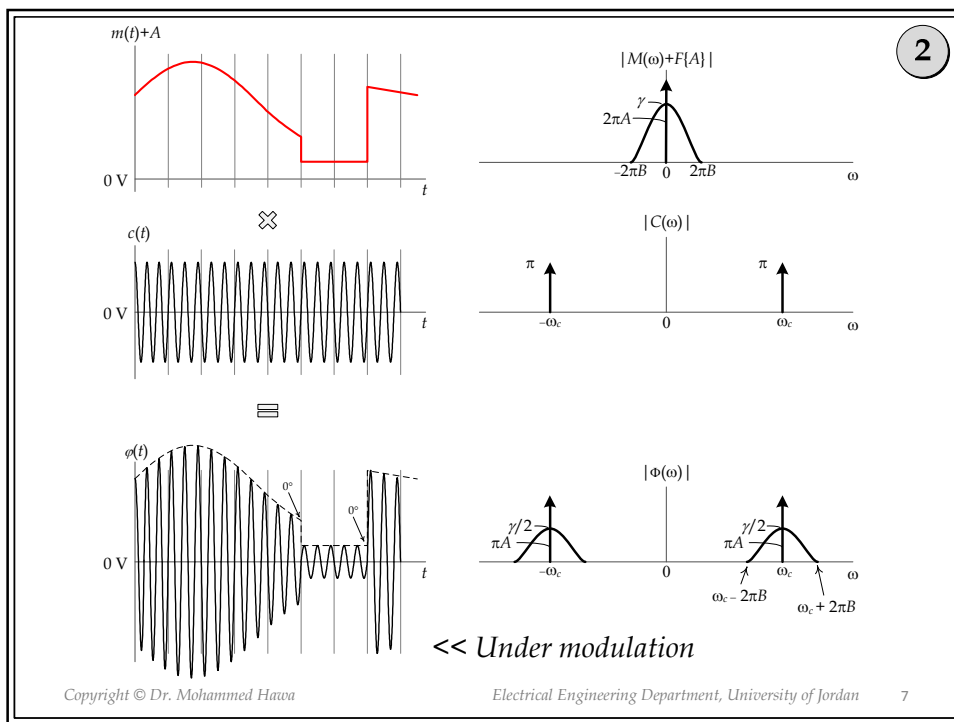 2
m(t)+A
0 V
t
|M(ω)+F{A}|
γ
2πA
−2πB 0 2πB
ω
c(t)
0 V
t
|C(ω)|
π π
−ωc 0 ωc
ω
φ(t)
0° 0°
0 V
t
|Φ(ω)|
γ/2 γ/2
πA πA
−ωc 0 ωc
ω
ωc − 2πB ωc + 2πB
<< Under modulation
Copyright © Dr. Mohammed Hawa Electrical Engineering Department, University of Jordan 7